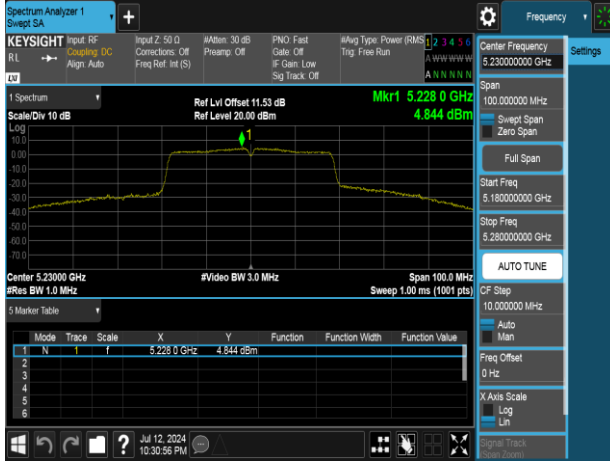 Spectrum Analyzer 1
Swept SA
+
Frequency
KEYSIGHT
RL
LXI
Input: RF
Coupling: DC
Align: Auto
Input Z: 50 Ω
Corrections: Off
Freq Ref: Int (S)
#Atten: 30 dB
Preamp: Off
PNO: Fast
Gate: Off
IF Gain: Low
Sig Track: Off
#Avg Type: Power (RMS
Trig: Free Run
1 2 3 4 5 6
A W W W W W
A N N N N N
Center Frequency
5.230000000 GHz
Settings
Span
100.000000 MHz
Swept Span
Zero Span
Full Span
Start Freq
5.180000000 GHz
Stop Freq
5.280000000 GHz
AUTO TUNE
CF Step
10.000000 MHz
Auto
Man
Freq Offset
0 Hz
X Axis Scale
Log
Lin
Signal Track
(Span Zoom)
1 Spectrum
Scale/Div 10 dB
Ref Lvl Offset 11.53 dB
Ref Level 20.00 dBm
Mkr1 5.228 0 GHz
4.844 dBm
Log
10.0
0.00
-10.0
-20.0
-30.0
-40.0
-50.0
-60.0
-70.0
1
Center 5.23000 GHz
#Res BW 1.0 MHz
#Video BW 3.0 MHz
Span 100.0 MHz
Sweep 1.00 ms (1001 pts)
5 Marker Table
Mode Trace Scale X Y Function Function Width Function Value
1 N 1 f 5.228 0 GHz 4.844 dBm
2
3
4
5
6
?
Jul 12, 2024
10:30:56 PM